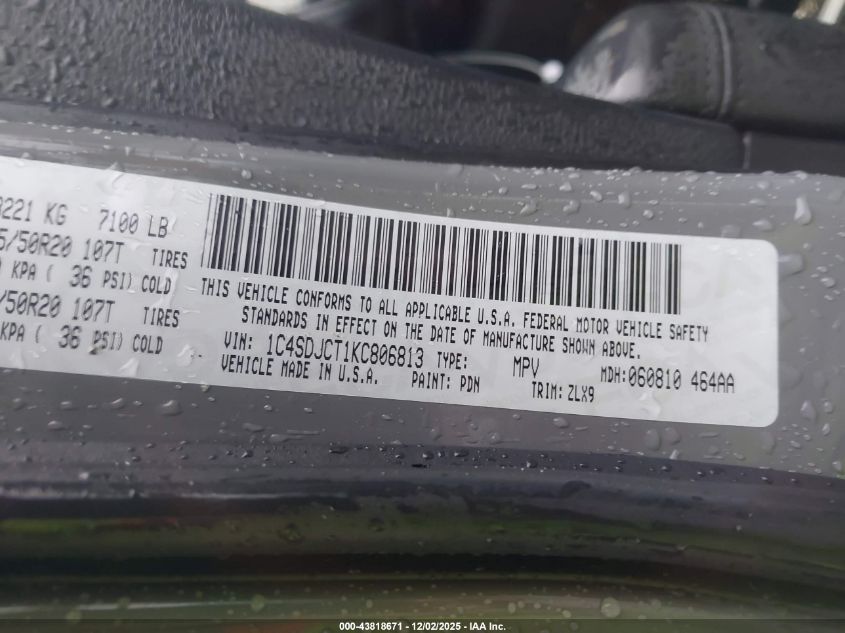 3221 KG 7100 LB
5/50R20 107T TIRES
KPA ( 36 PSI) COLD
/50R20 107T TIRES
KPA ( 36 PSI) COLD
THIS VEHICLE CONFORMS TO ALL APPLICABLE U.S.A. FEDERAL MOTOR VEHICLE SAFETY
STANDARDS IN EFFECT ON THE DATE OF MANUFACTURE SHOWN ABOVE.
VIN: 1C4SDJCT1KC806813 TYPE: MPV MDH:060810 464AA
VEHICLE MADE IN U.S.A. PAINT: PDN TRIM: ZLX9
000-43818671 - 12/02/2025 - IAA Inc.